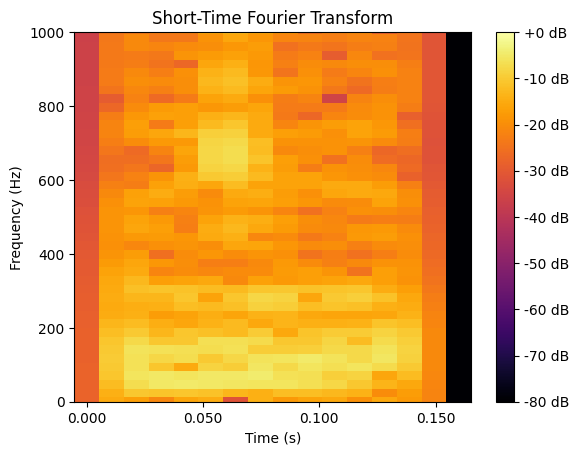 Short-Time Fourier Transform
1000
800
600
400
200
0
Frequency (Hz)
0.000
0.050
0.100
0.150
Time (s)
+0 dB
-10 dB
-20 dB
-30 dB
-40 dB
-50 dB
-60 dB
-70 dB
-80 dB